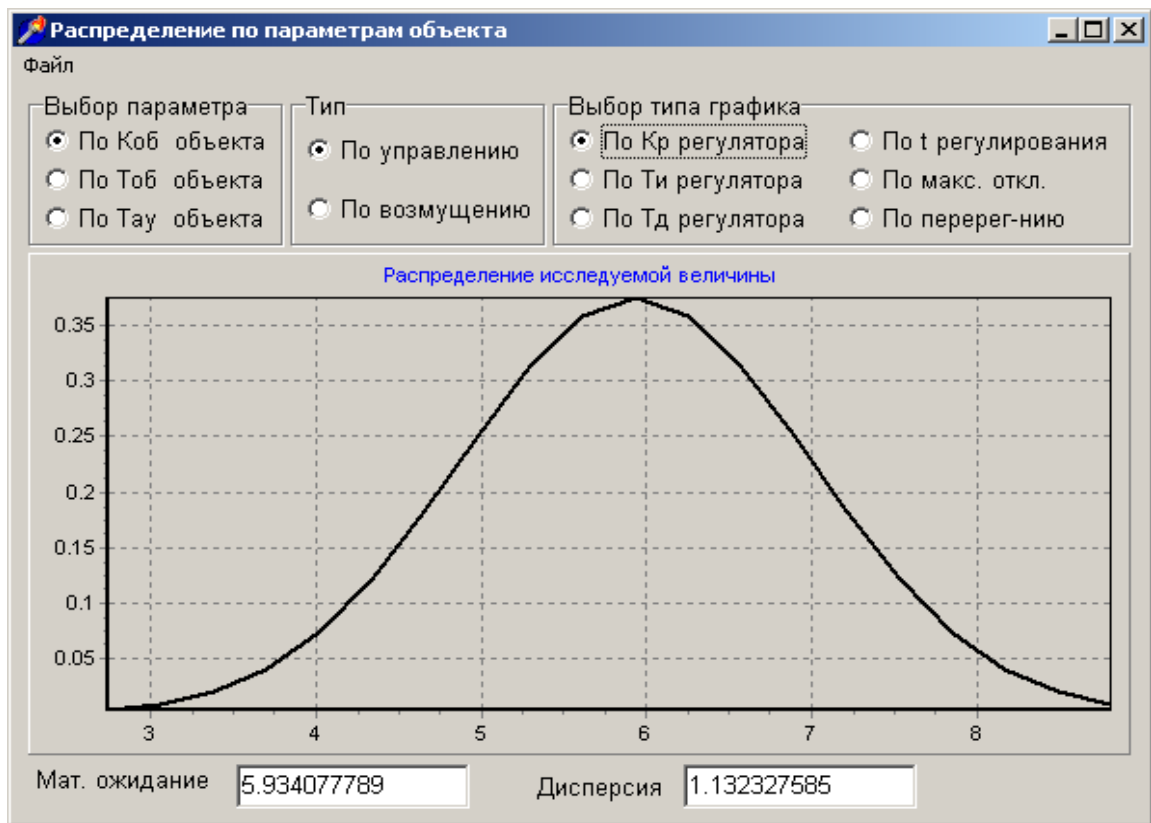 Распределение по параметрам объекта
Файл
Выбор параметра
По Коб объекта
По Тоб объекта
По Тау объекта
Тип
По управлению
По возмущению
Выбор типа графика
По Кр регулятора
По Ти регулятора
По Тд регулятора
По t регулирования
По макс. откл.
По перерег-нию
Распределение исследуемой величины
0.35
0.3
0.25
0.2
0.15
0.1
0.05
3 4 5 6 7 8
Мат. ожидание 5.934077789 Дисперсия 1.132327585